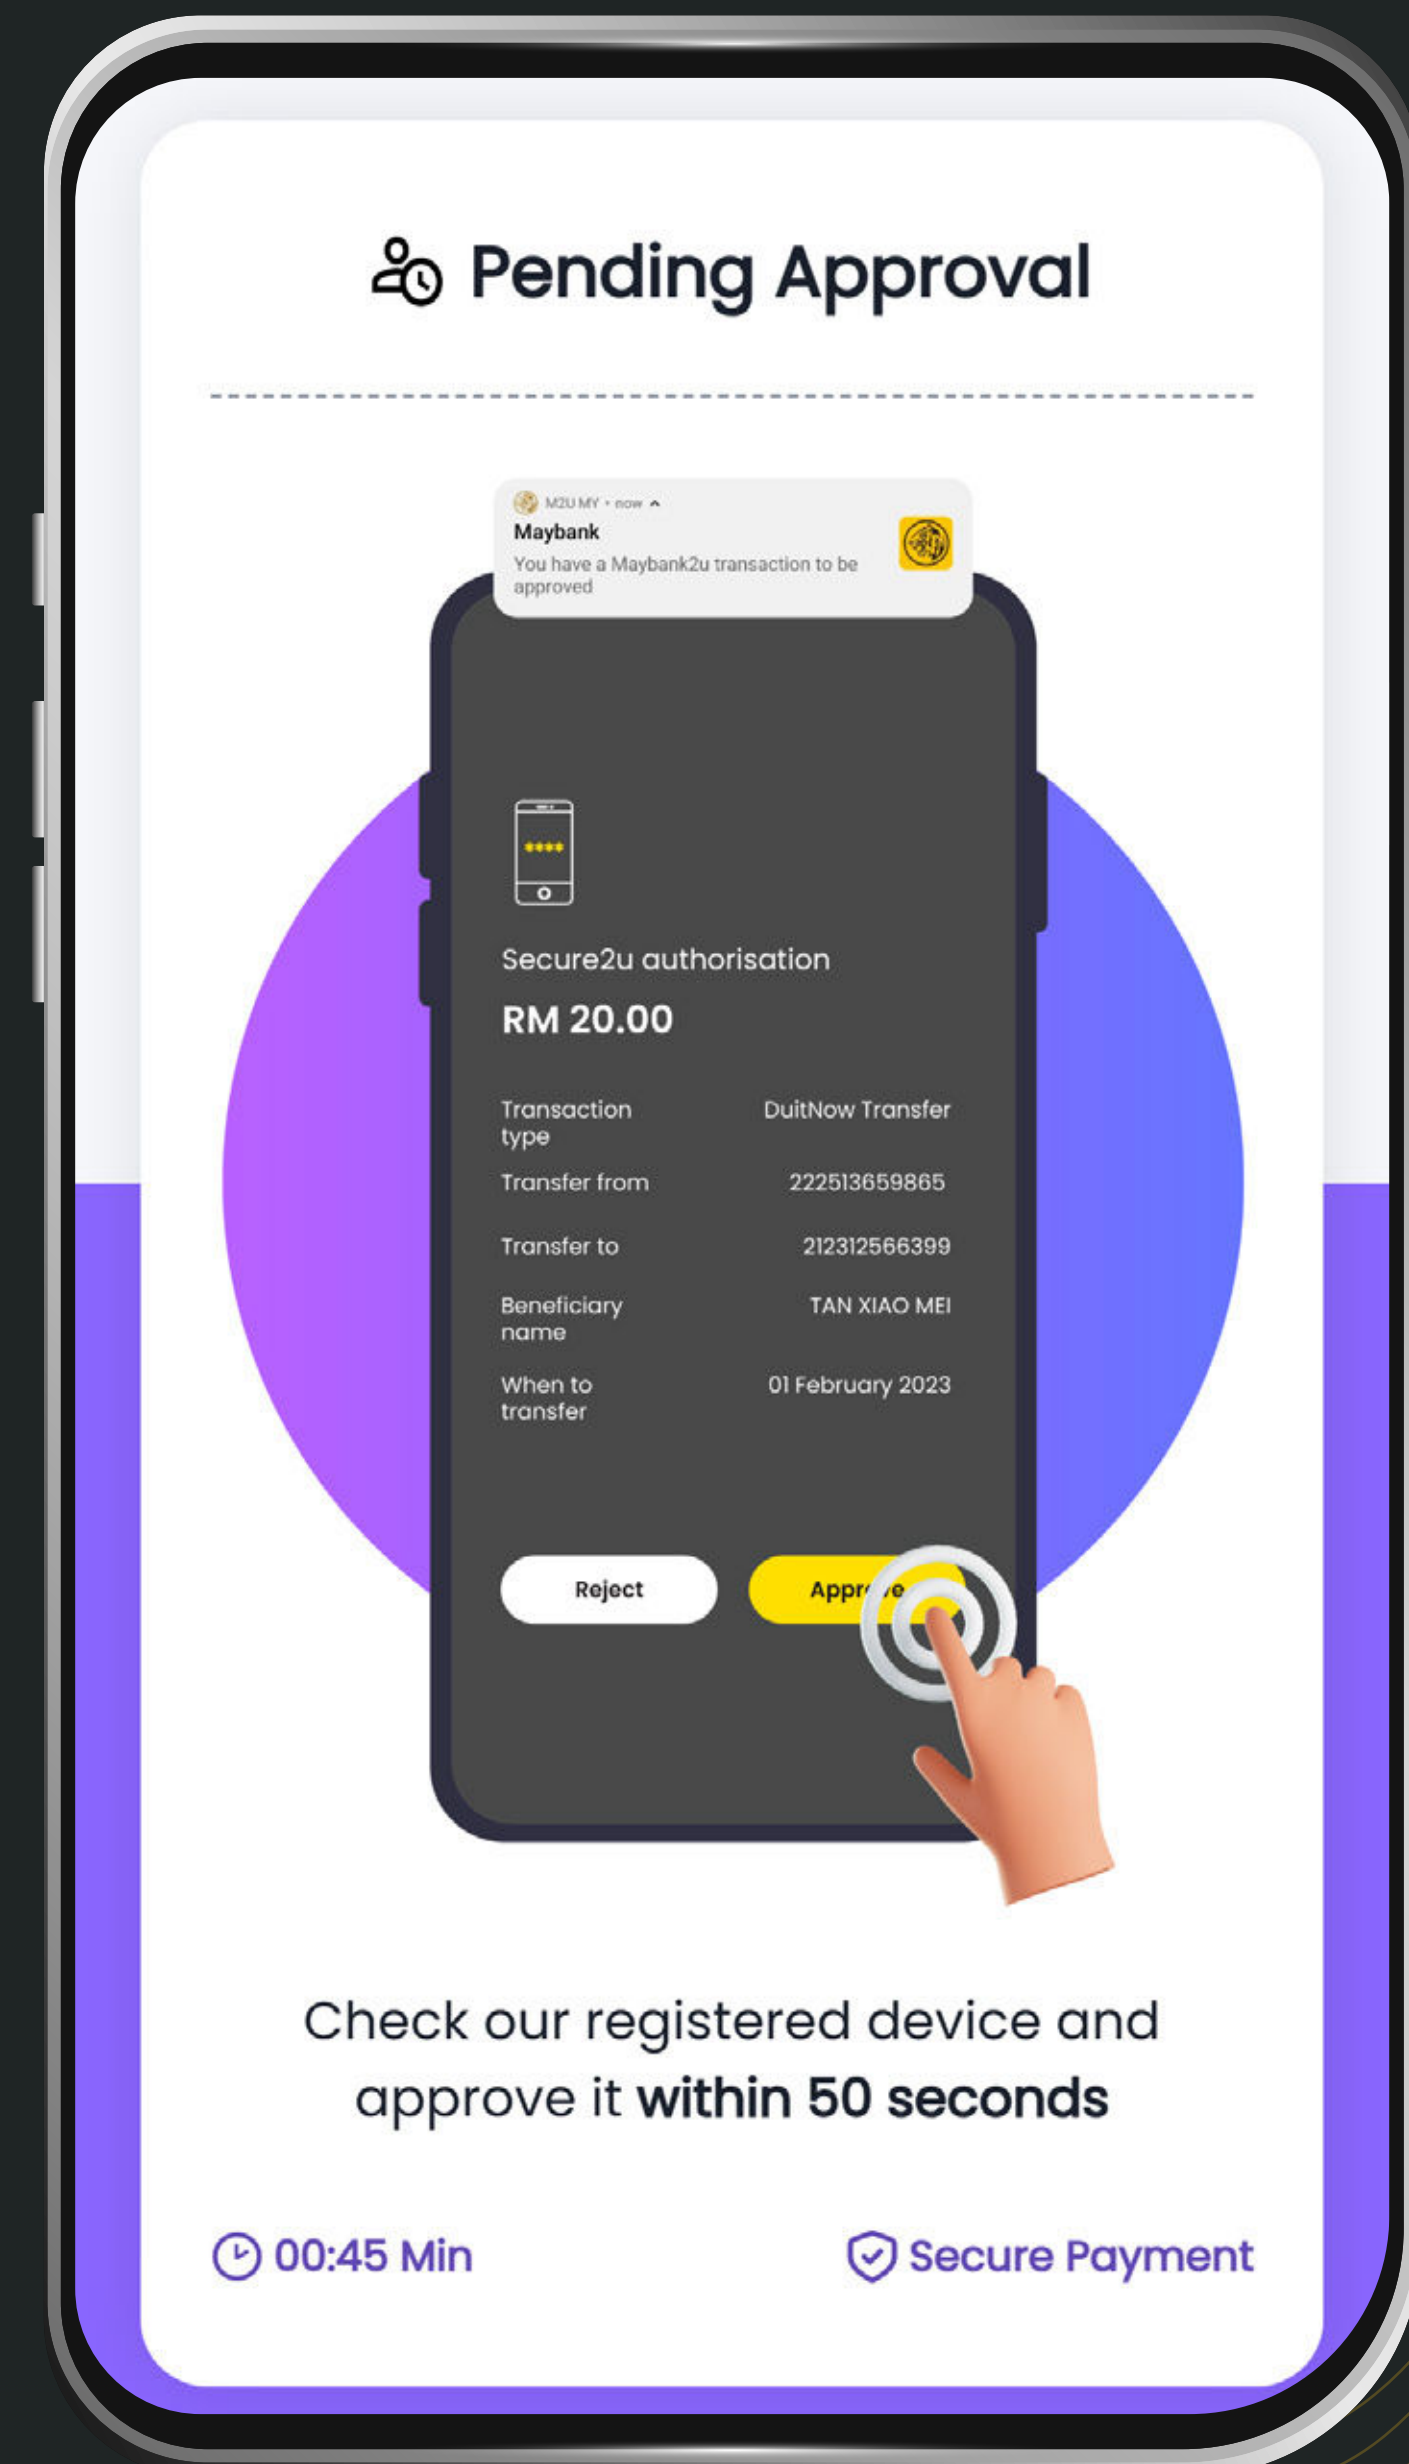 Pending Approval
M2U MY • now
Maybank
You have a Maybank2u transaction to be
approved
****
Secure2u authorisation
RM 20.00
Transaction
type
DuitNow Transfer
Transfer from
222513659865
Transfer to
212312566399
Beneficiary
name
TAN XIAO MEI
When to
transfer
01 February 2023
Reject
Approve
Check our registered device and
approve it within 50 seconds
00:45 Min
Secure Payment